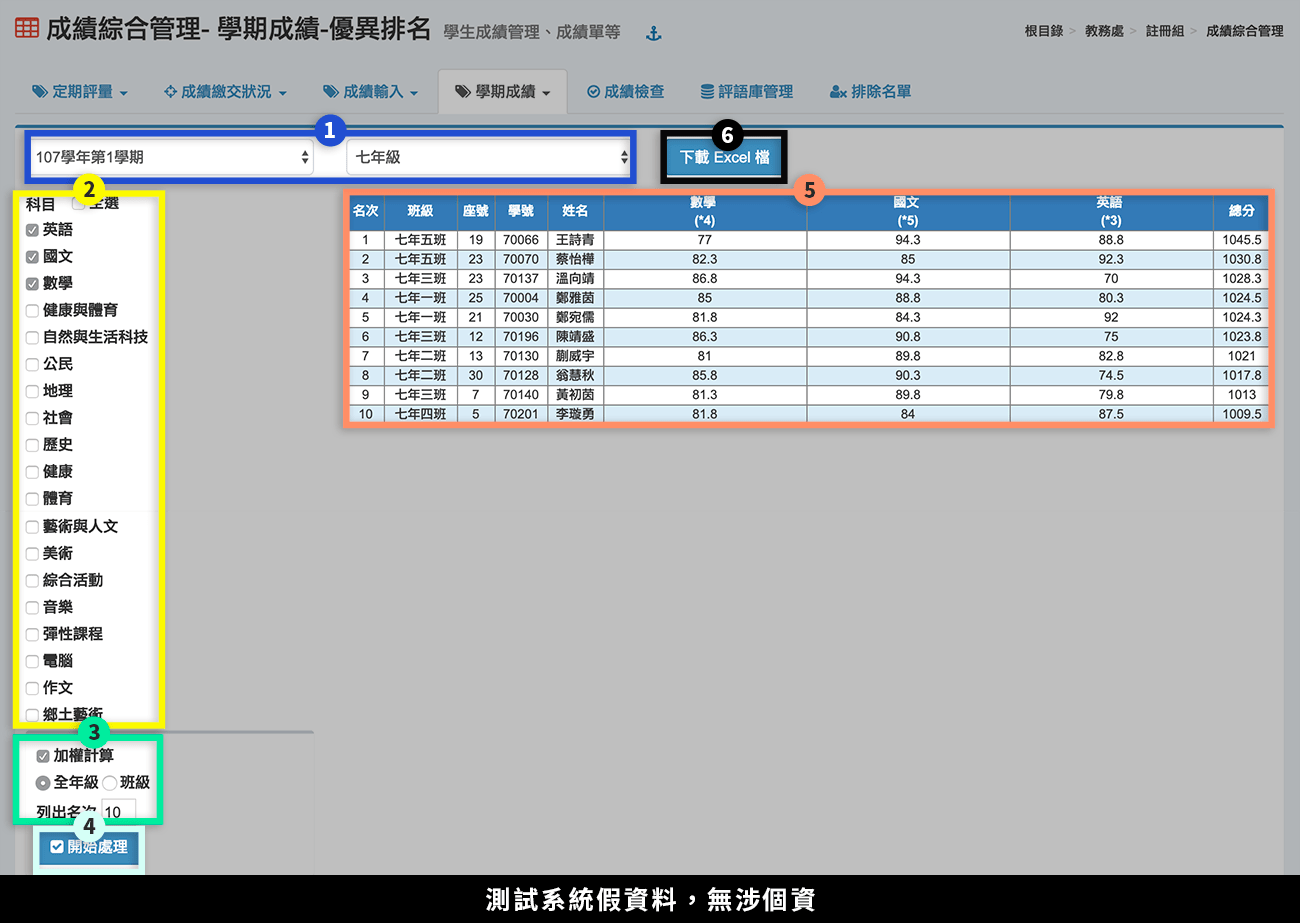 成績綜合管理- 學期成績-優異排名 學生成績管理、成績單等
根目錄 > 教務處 > 註冊組 > 成績綜合管理
定期評量 成績繳交狀況 成績輸入 學期成績 成績檢查 評語庫管理 排除名單
1
6
107學年第1學期 七年級 下載 Excel 檔
2
5
科目 全選
英語
國文
數學
健康與體育
自然與生活科技
公民
地理
社會
歷史
健康
體育
藝術與人文
美術
綜合活動
音樂
彈性課程
電腦
作文
鄉土藝術
名次 班級 座號 學號 姓名 數學 (*4) 國文 (*5) 英語 (*3) 總分
1 七年五班 19 70066 王詩青 77 94.3 88.8 1045.5
2 七年五班 23 70070 蔡怡樺 82.3 85 92.3 1030.8
3 七年三班 23 70137 溫向靖 86.8 94.3 70 1028.3
4 七年一班 25 70004 鄭雅茵 85 88.8 80.3 1024.5
5 七年一班 21 70030 鄭宛儒 81.8 84.3 92 1024.3
6 七年三班 12 70196 陳靖盛 86.3 90.8 75 1023.8
7 七年二班 13 70130 蒯威宇 81 89.8 82.8 1021
8 七年二班 30 70128 翁慧秋 85.8 90.3 74.5 1017.8
9 七年三班 7 70140 黃初茵 81.3 89.8 79.8 1013
10 七年四班 5 70201 李璇勇 81.8 84 87.5 1009.5
3
加權計算
全年級 班級
列出名次 10
4
開始處理
測試系統假資料，無涉個資